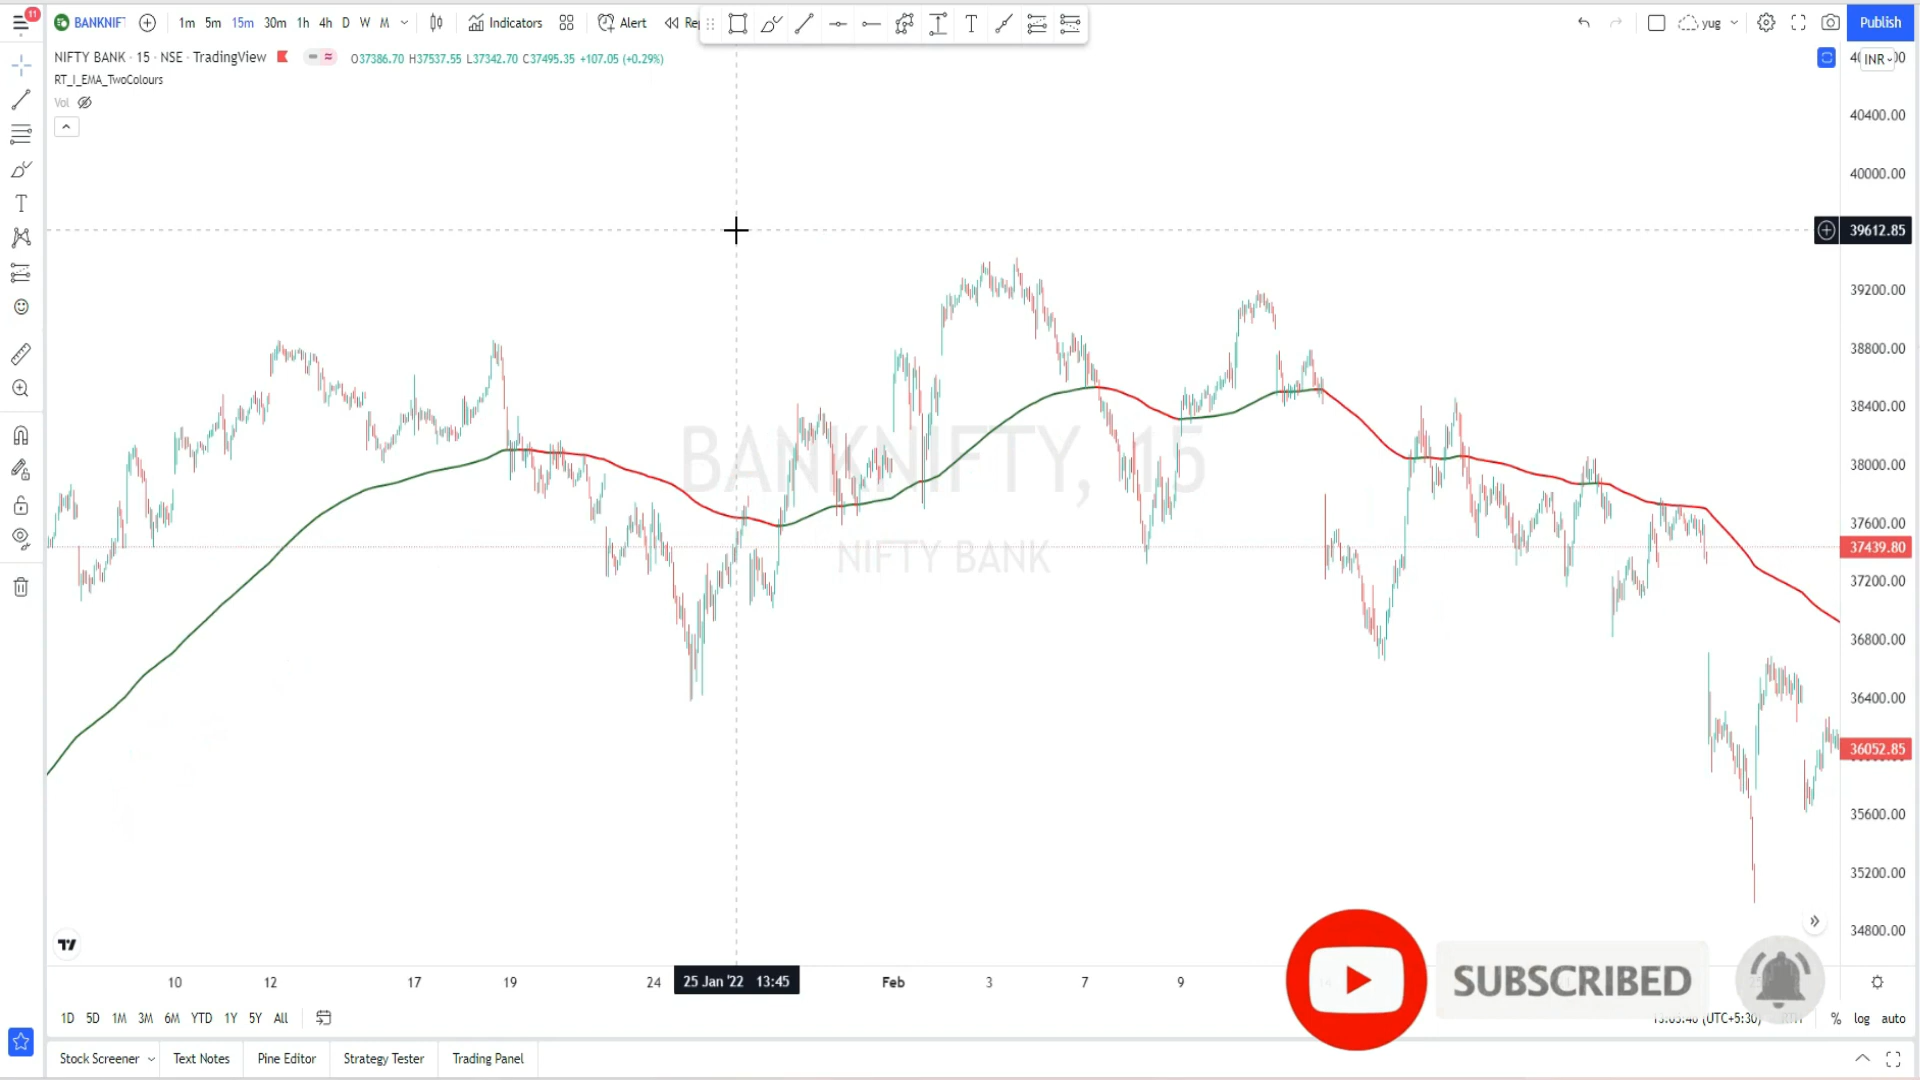 11
BANKNIFT
1m 5m 15m 30m 1h 4h D W M
Indicators
Alert
Re
T
yug
Publish
NIFTY BANK · 15 · NSE · TradingView
O37386.70 H37537.55 L37342.70 C37495.35 +107.05 (+0.29%)
INR
RT_I_EMA_TwoColours
Vol
40400.00
40000.00
39612.85
39200.00
38800.00
38400.00
38000.00
37600.00
37439.80
37200.00
36800.00
36400.00
36052.85
35600.00
35200.00
34800.00
BANKNIFTY, 15
NIFTY BANK
10 12 17 19 24 25 Jan '22 13:45 Feb 3 7 9
SUBSCRIBED
1D 5D 1M 3M 6M YTD 1Y 5Y All
(UTC+5:30)
% log auto
Stock Screener Text Notes Pine Editor Strategy Tester Trading Panel